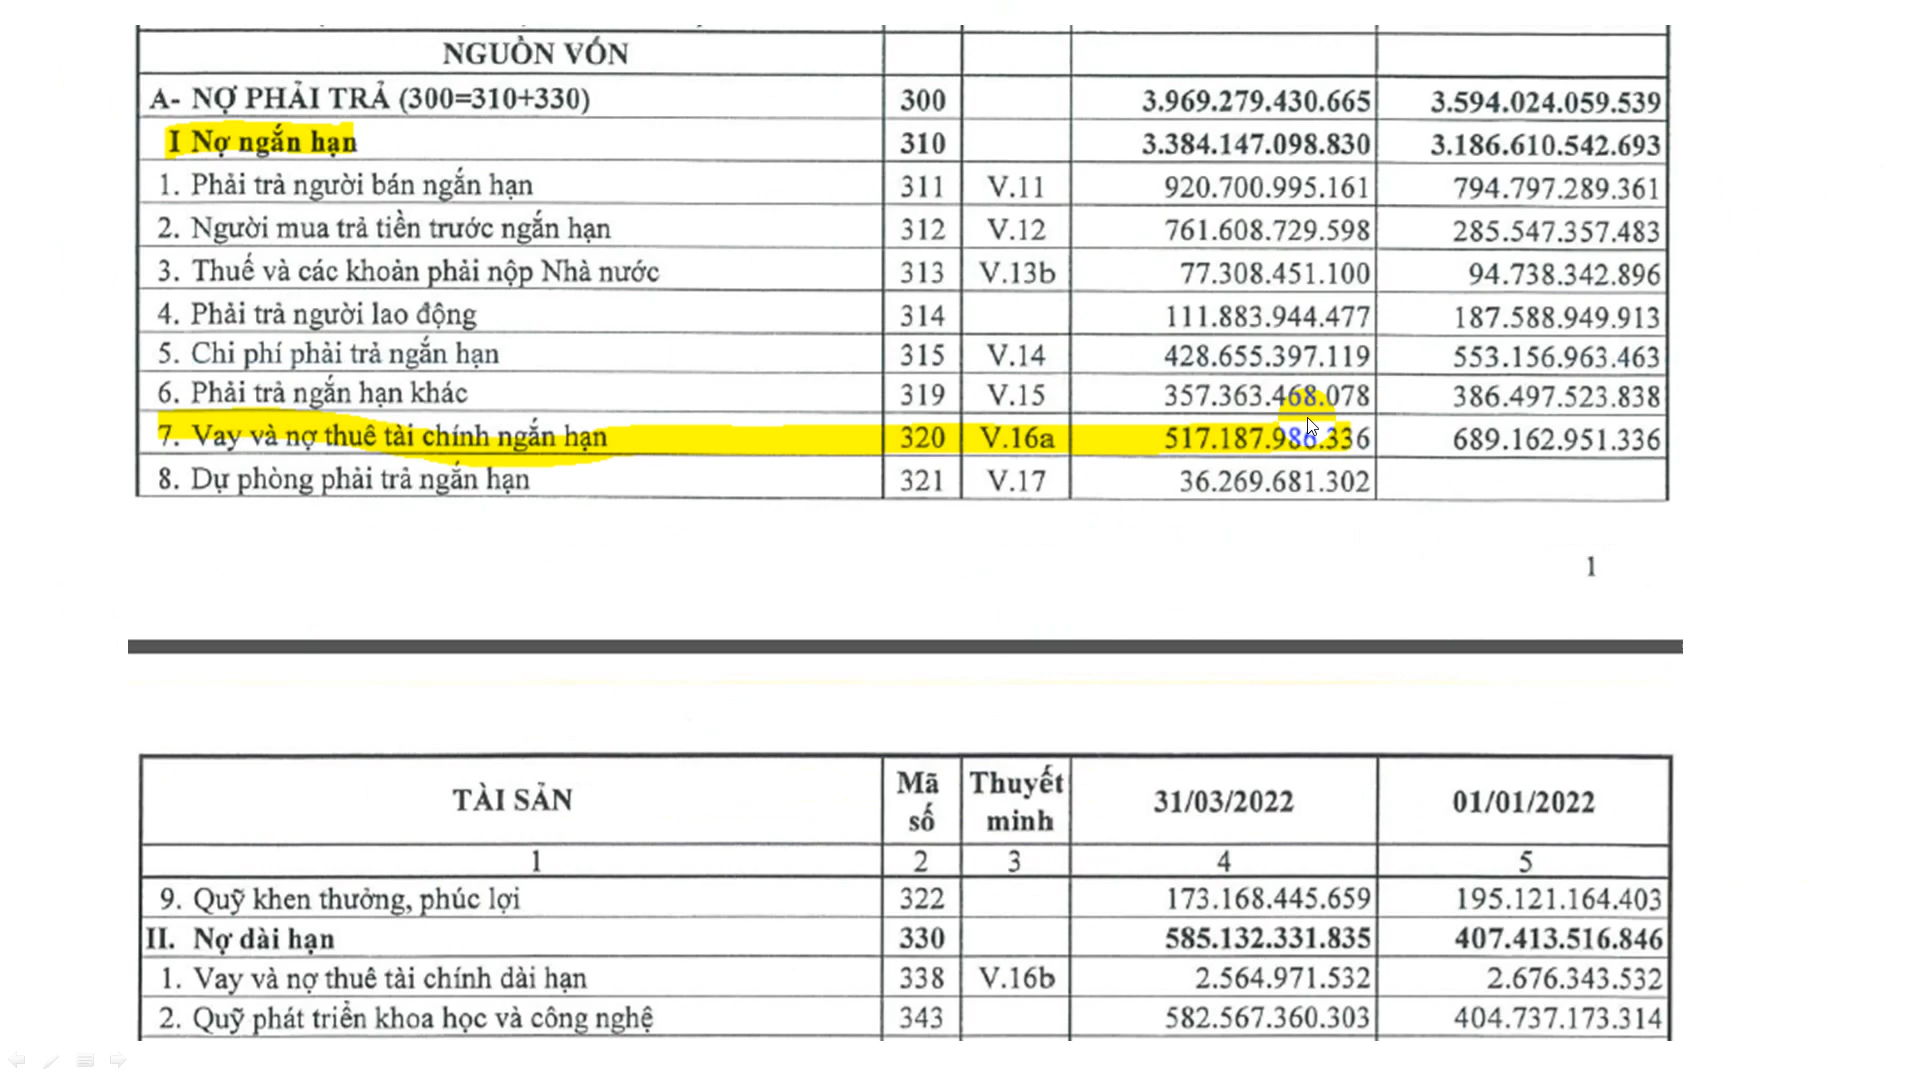 NGUỒN VỐN
A- NỢ PHẢI TRẢ (300=310+330) 300 3.969.279.430.665 3.594.024.059.539
I Nợ ngắn hạn 310 3.384.147.098.830 3.186.610.542.693
1. Phải trả người bán ngắn hạn 311 V.11 920.700.995.161 794.797.289.361
2. Người mua trả tiền trước ngắn hạn 312 V.12 761.608.729.598 285.547.357.483
3. Thuế và các khoản phải nộp Nhà nước 313 V.13b 77.308.451.100 94.738.342.896
4. Phải trả người lao động 314 111.883.944.477 187.588.949.913
5. Chi phí phải trả ngắn hạn 315 V.14 428.655.397.119 553.156.963.463
6. Phải trả ngắn hạn khác 319 V.15 357.363.468.078 386.497.523.838
7. Vay và nợ thuê tài chính ngắn hạn 320 V.16a 517.187.986.336 689.162.951.336
8. Dự phòng phải trả ngắn hạn 321 V.17 36.269.681.302
1
TÀI SẢN Mã số Thuyết minh 31/03/2022 01/01/2022
1 2 3 4 5
9. Quỹ khen thưởng, phúc lợi 322 173.168.445.659 195.121.164.403
II. Nợ dài hạn 330 585.132.331.835 407.413.516.846
1. Vay và nợ thuê tài chính dài hạn 338 V.16b 2.564.971.532 2.676.343.532
2. Quỹ phát triển khoa học và công nghệ 343 582.567.360.303 404.737.173.314